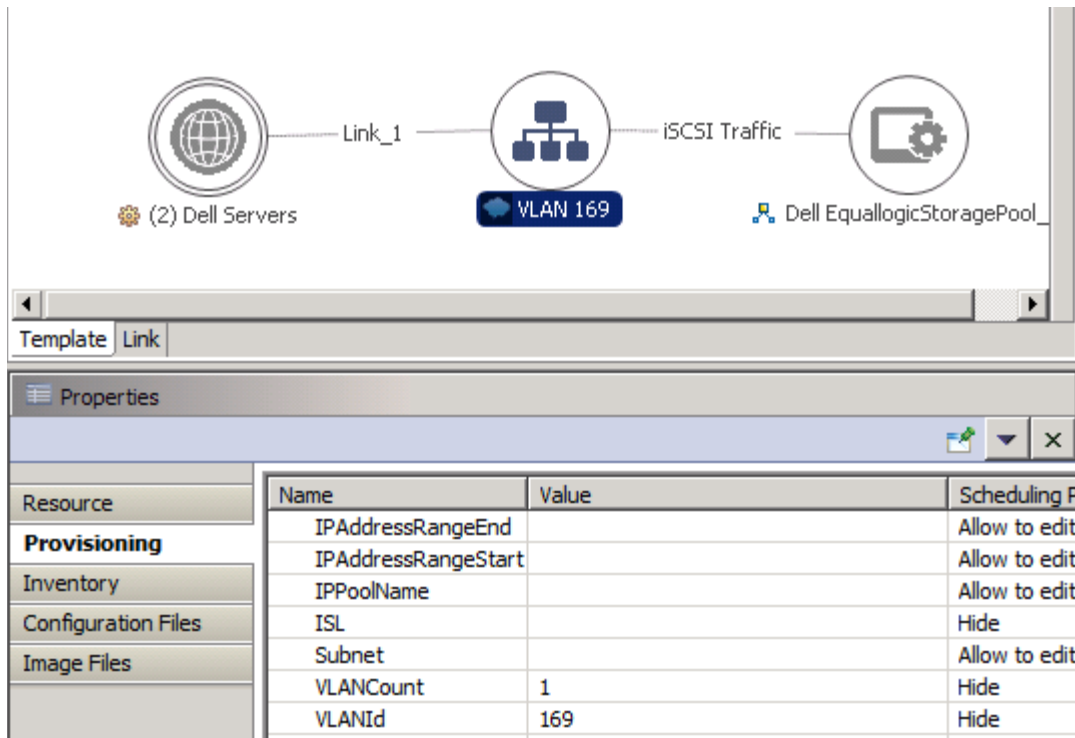 Link_1
iSCSI Traffic
(2) Dell Servers
VLAN 169
Dell EquallogicStoragePool_
Template Link
Properties
Resource
Provisioning
Inventory
Configuration Files
Image Files
Name Value Scheduling P
IPAddressRangeEnd Allow to edit
IPAddressRangeStart Allow to edit
IPPoolName Allow to edit
ISL Hide
Subnet Allow to edit
VLANCount 1 Hide
VLANId 169 Hide